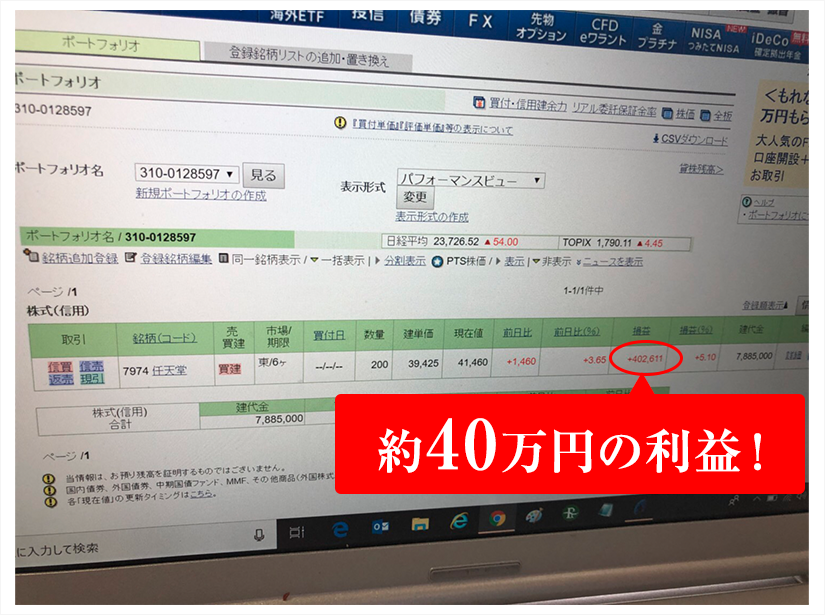 海外ETF 投信 債券 FX 先物 オプション CFD eワラント 金 プラチナ NISA NEW つみたてNISA iDeCo 無料 確定拠出年金
ポートフォリオ 登録銘柄リストの追加・置き換え
ポートフォリオ
310-0128597
買付・信用建余力 リアル委託保証金率 株価 全板
『買付単価』『評価単価』等の表示について
CSVダウンロード
くもれな
万円もら
大人気のF
口座開設+
お取引
ポートフォリオ名 310-0128597 ▼ 見る
新規ポートフォリオの作成
表示形式 パフォーマンスビュー ▼
変更
表示形式の作成
貸株残高>
ヘルプ
・ポートフォリオに
ポートフォリオ名 / 310-0128597
日経平均 23,726.52 ▲54.00 TOPIX 1,790.11 ▲4.45
銘柄追加登録 登録銘柄編集 同一銘柄表示 / ▼一括表示 | ▶分割表示 PTS株価 / ▶表示 | ▼非表示 ニュースを表示
ページ /1
1-1/1件中
株式(信用)
登録順表示
取引 銘柄(コード) 売買建 市場/期限 買付日 数量 建単価 現在値 前日比 前日比(%) 損益 損益(%) 建代金
信買 信売 返売 現引 7974 任天堂 買建 東/6ヶ --/--/-- 200 39,425 41,460 +1,460 +3.65 +402,611 +5.10 7,885,000 詳細
株式(信用)
合計
建代金
7,885,000
約40万円の利益！
ページ /1
当情報は、お預り残高を証明するものではございません。
国内債券、外国債券、中期国債ファンド、MMF、その他商品(外国株式
各「現在値」の更新タイミングはこちら。
に入力して検索